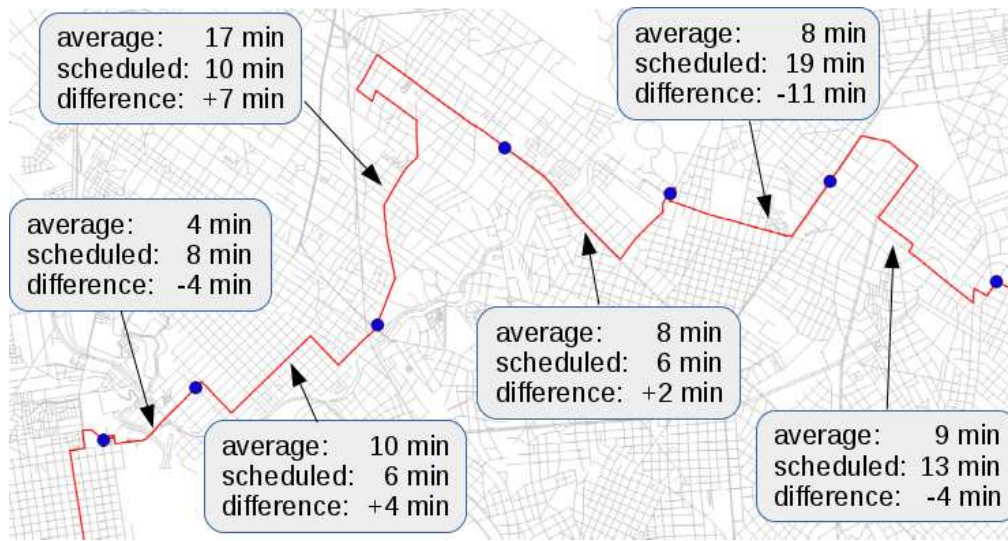 average: 17 min
scheduled: 10 min
difference: +7 min
average: 8 min
scheduled: 19 min
difference: -11 min
average: 4 min
scheduled: 8 min
difference: -4 min
average: 8 min
scheduled: 6 min
difference: +2 min
average: 10 min
scheduled: 6 min
difference: +4 min
average: 9 min
scheduled: 13 min
difference: -4 min